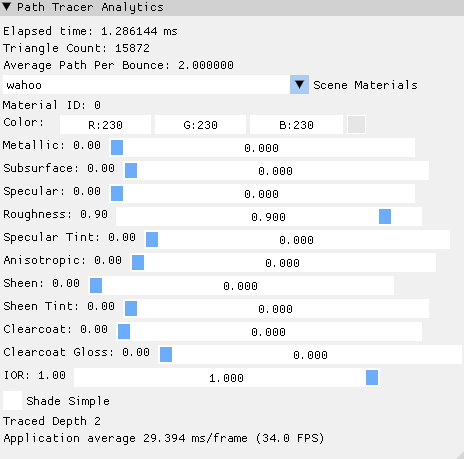 Path Tracer Analytics
Elapsed time: 1.286144 ms
Triangle Count: 15872
Average Path Per Bounce: 2.000000
wahoo Scene Materials
Material ID: 0
Color: R:230 G:230 B:230
Metallic: 0.00 0.000
Subsurface: 0.00 0.000
Specular: 0.00 0.000
Roughness: 0.90 0.900
Specular Tint: 0.00 0.000
Anisotropic: 0.00 0.000
Sheen: 0.00 0.000
Sheen Tint: 0.00 0.000
Clearcoat: 0.00 0.000
Clearcoat Gloss: 0.00 0.000
IOR: 1.00 1.000
Shade Simple
Traced Depth 2
Application average 29.394 ms/frame (34.0 FPS)